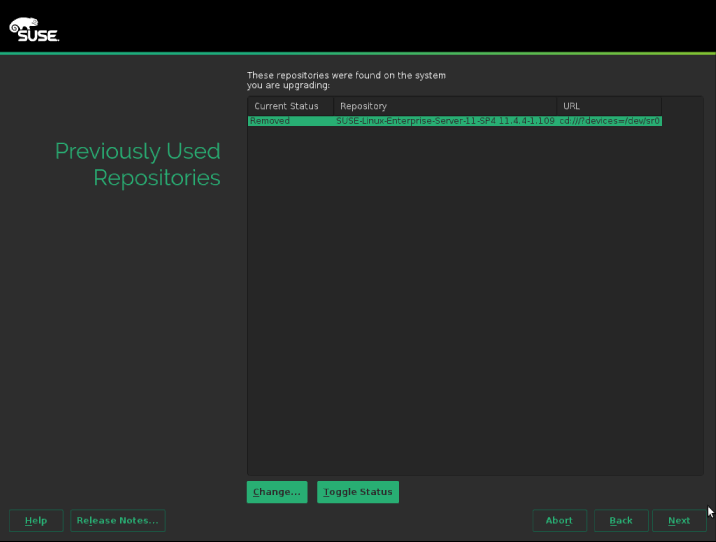 SUSE.
These repositories were found on the system
you are upgrading:
Current Status Repository URL
Removed SUSE-Linux-Enterprise-Server-11-SP4 11.4.4-1.109 cd:///?devices=/dev/sr0
Previously Used
Repositories
Change... Toggle Status
Help Release Notes... Abort Back Next